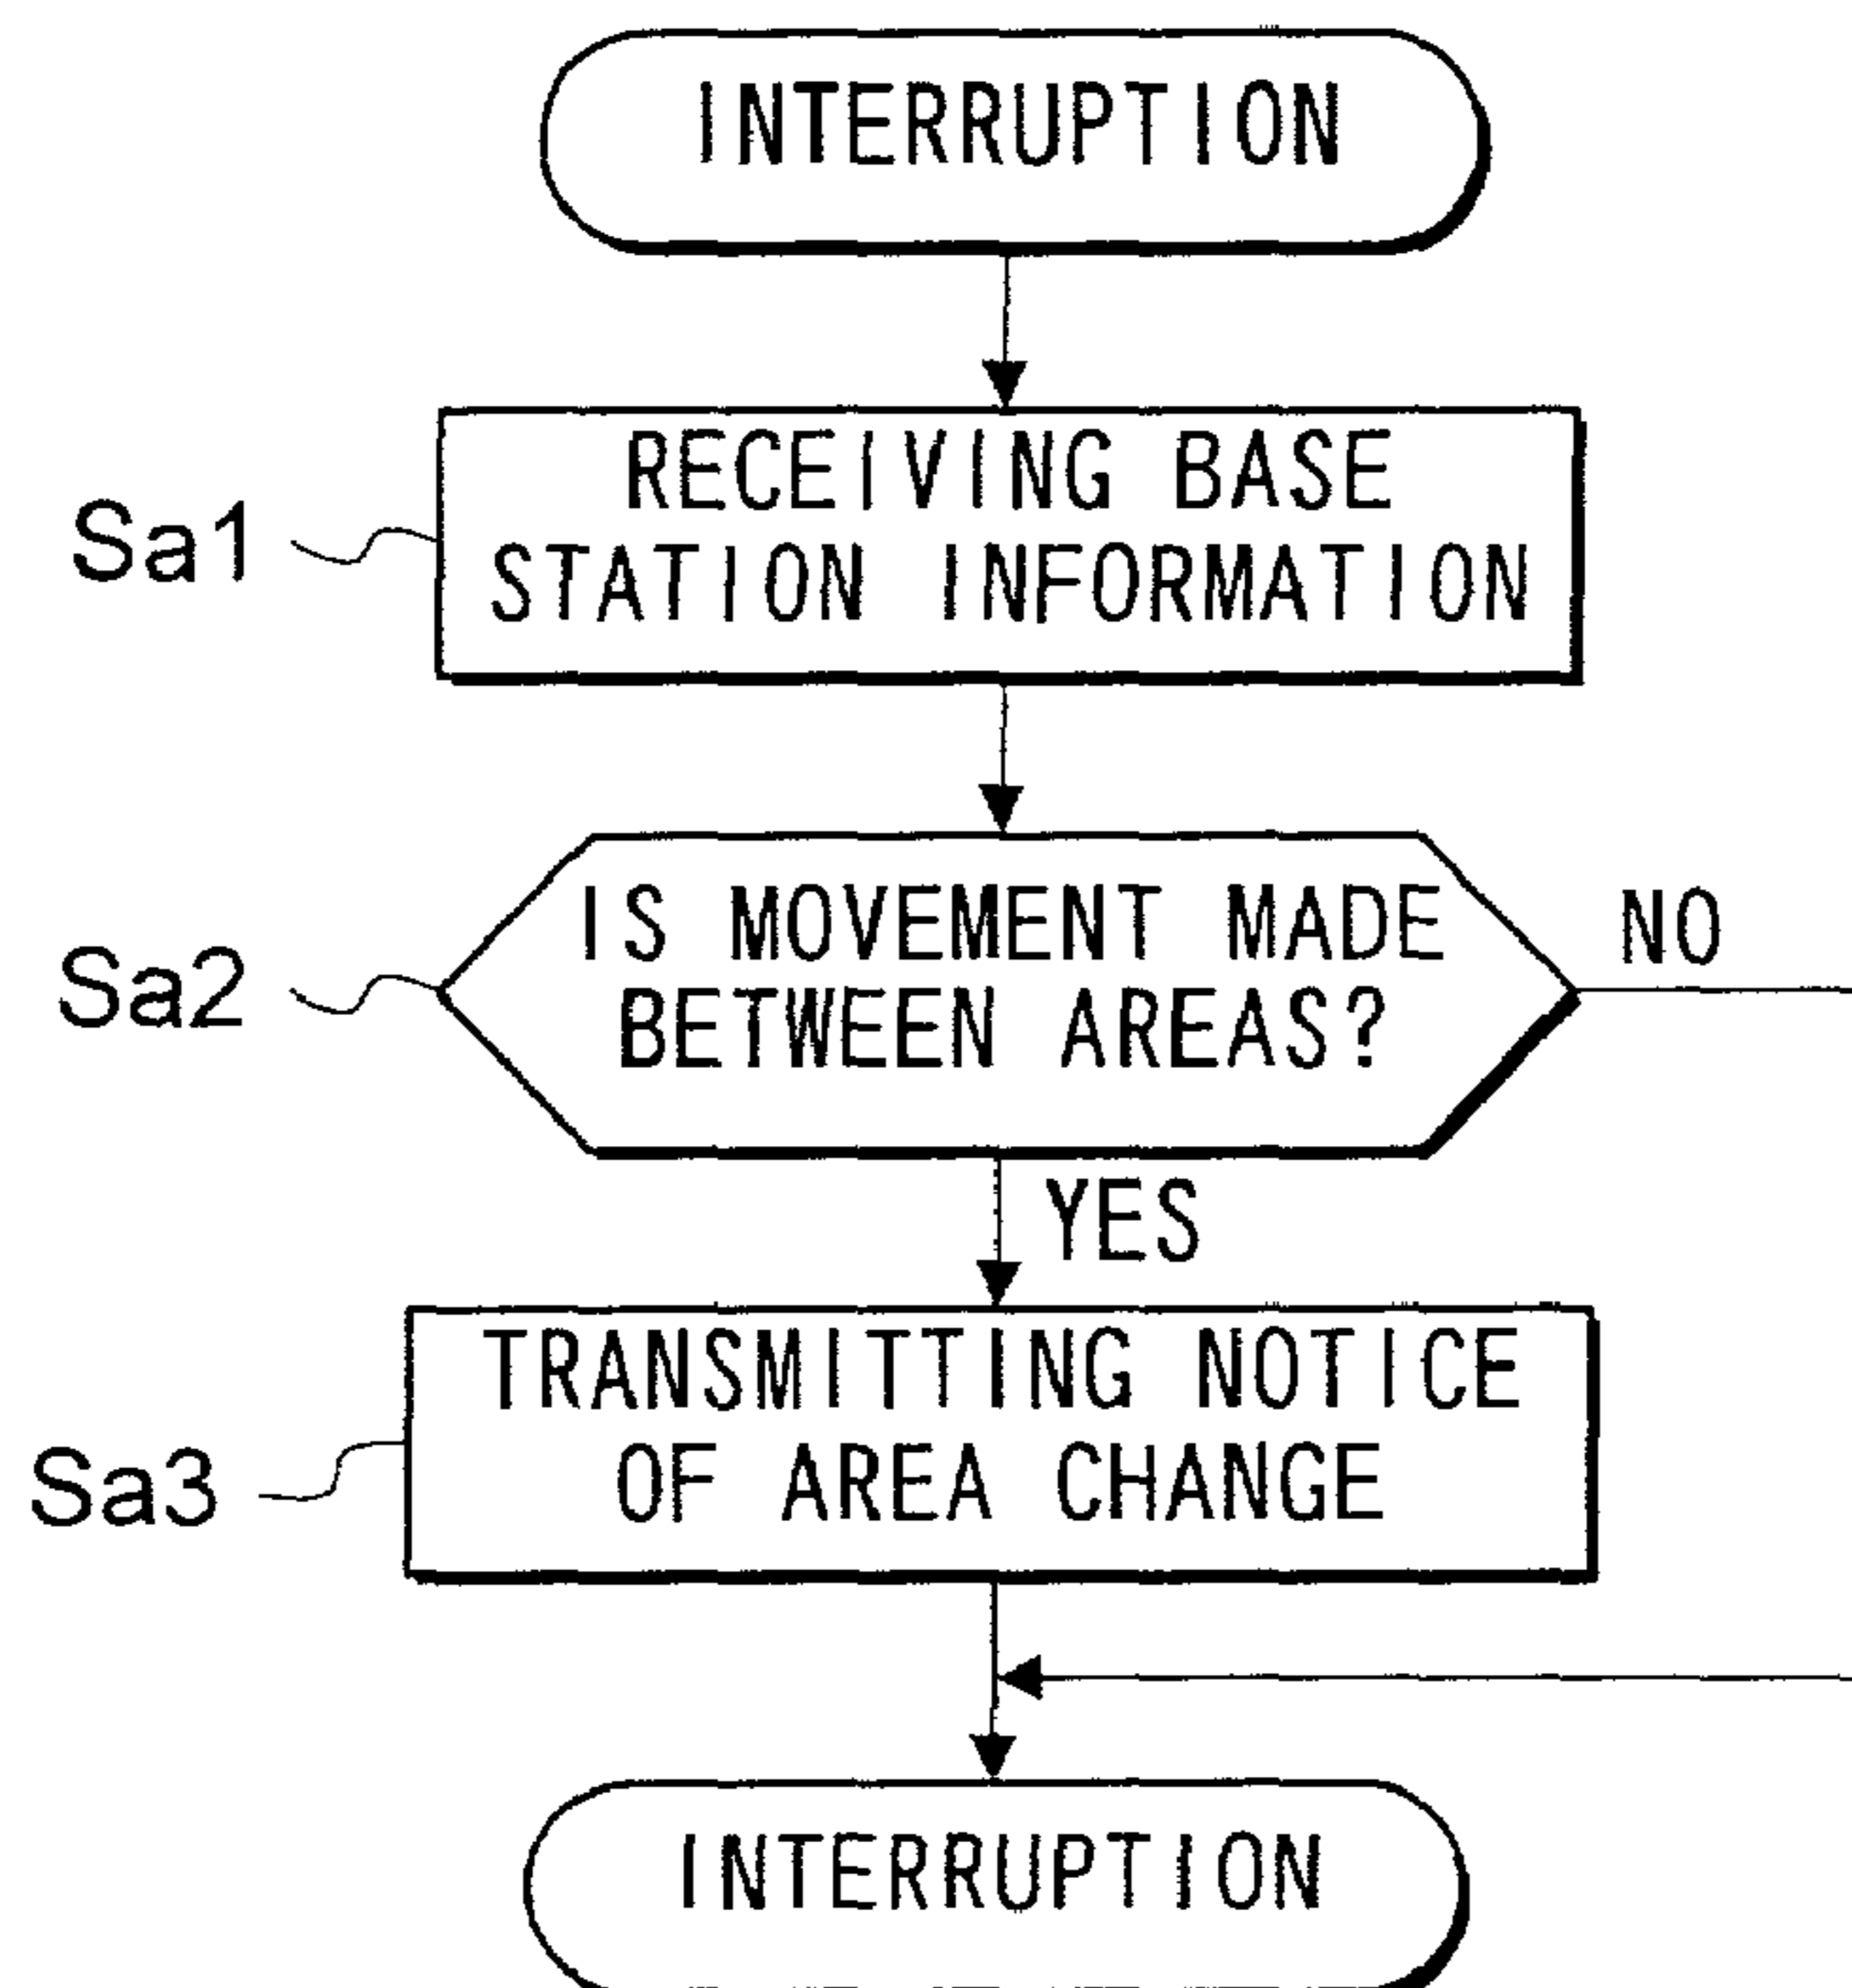 INTERRUPTION
Sa1
RECEIVING BASE
STATION INFORMATION
Sa2
IS MOVEMENT MADE
BETWEEN AREAS?
NO
YES
Sa3
TRANSMITTING NOTICE
OF AREA CHANGE
INTERRUPTION